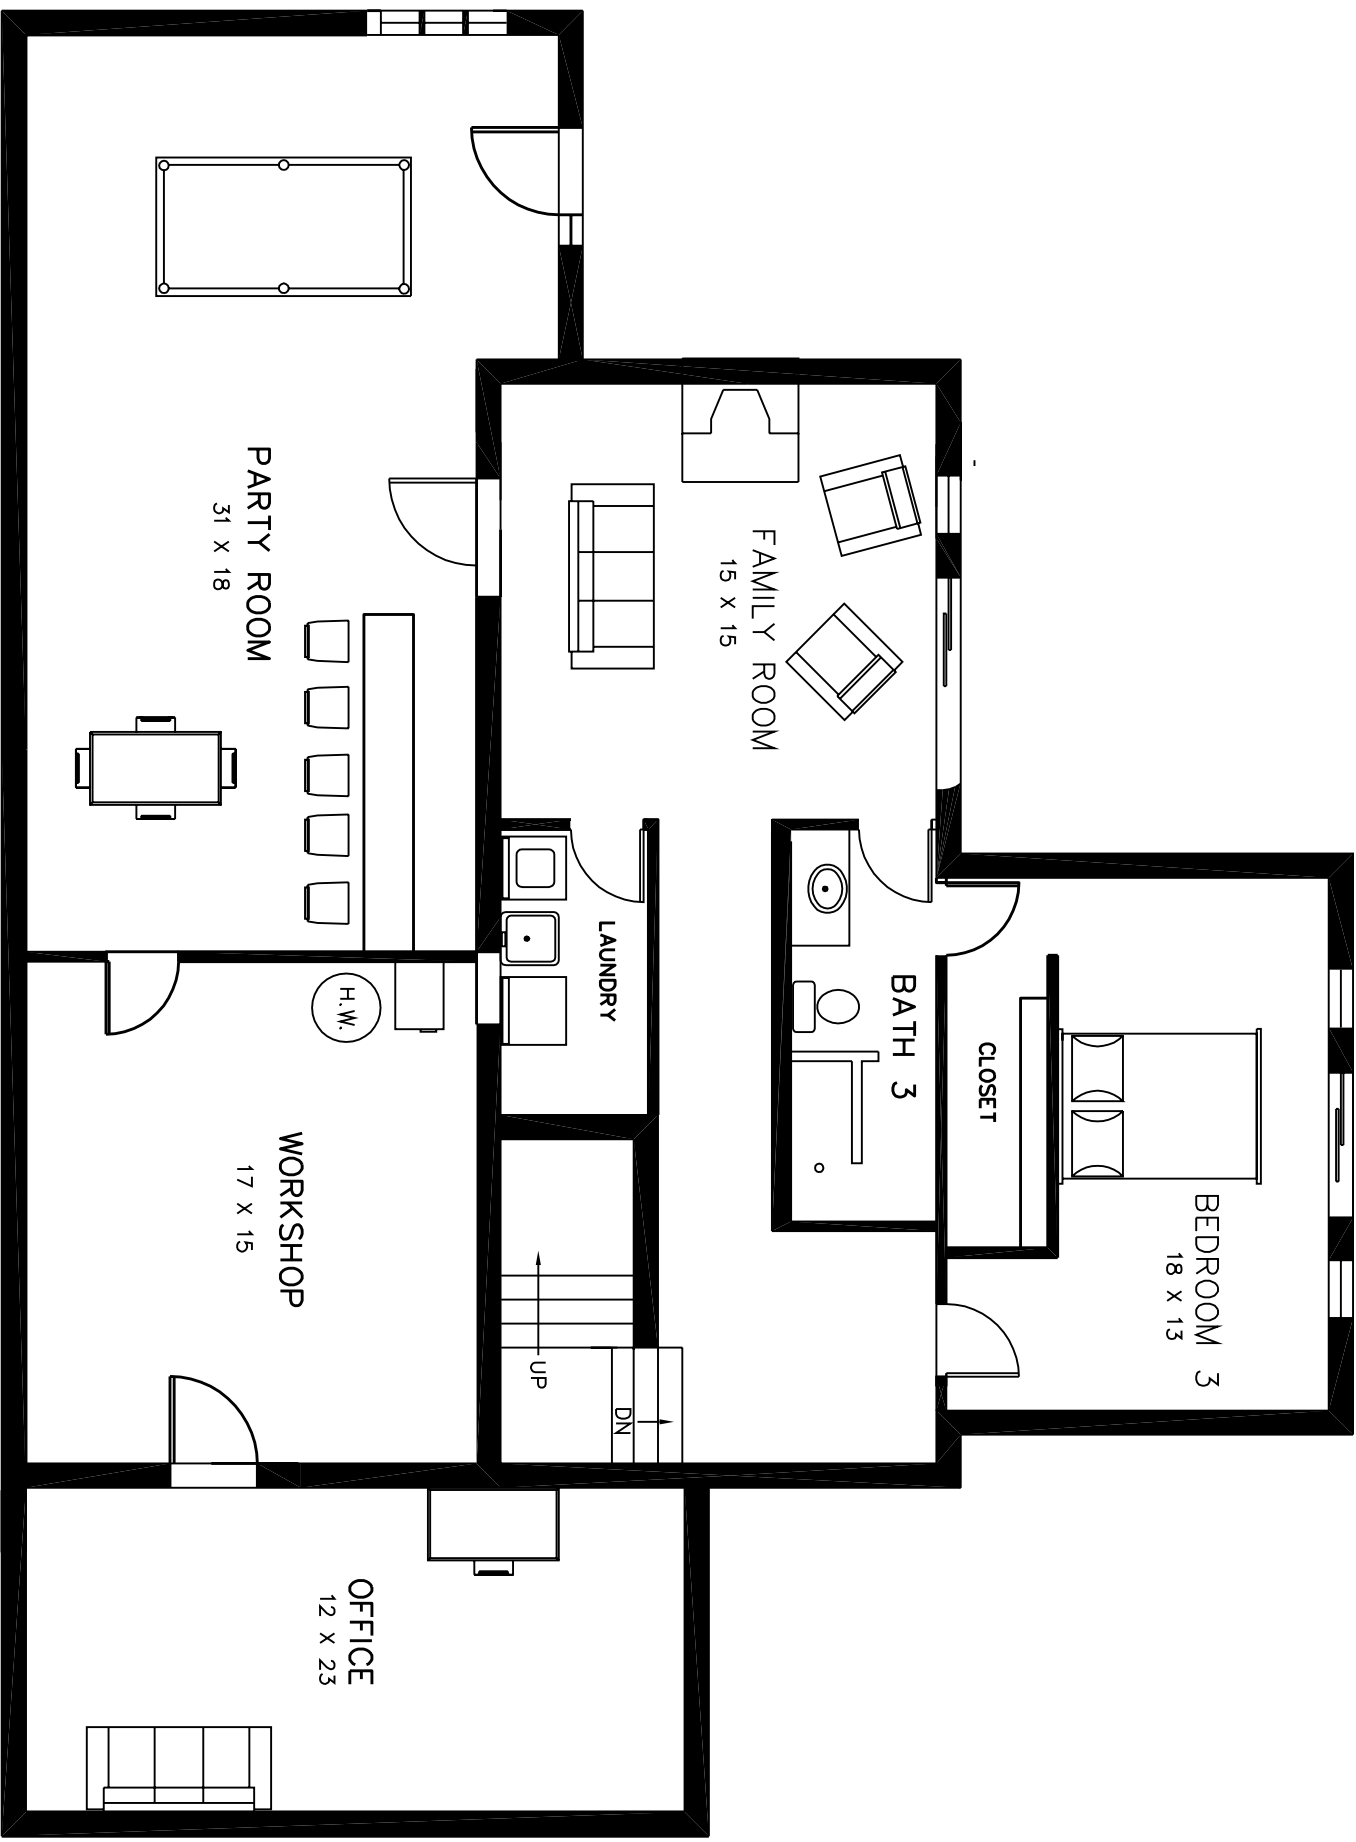 BEDROOM 3
18 X 13
CLOSET
BATH 3
FAMILY ROOM
15 X 15
LAUNDRY
UP
DN
PARTY ROOM
31 X 18
H.W.
WORKSHOP
17 X 15
OFFICE
12 X 23